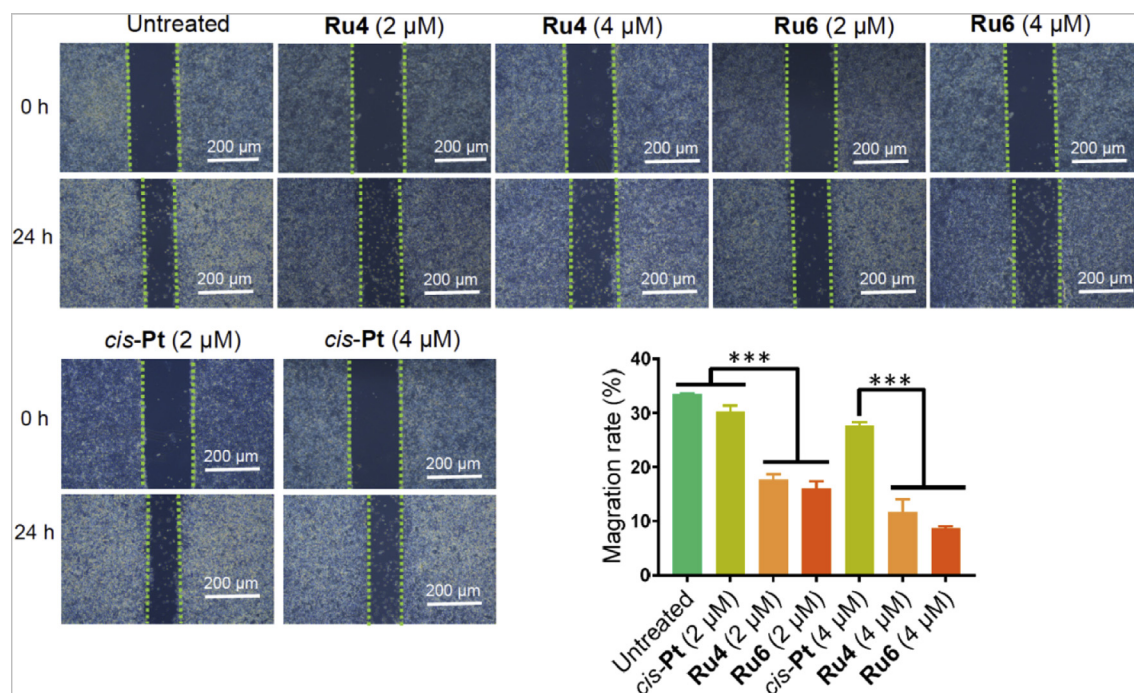 Untreated Ru4 (2 µM) Ru4 (4 µM) Ru6 (2 µM) Ru6 (4 µM)
0 h
200 µm 200 µm 200 µm 200 µm 200 µm
24 h
200 µm 200 µm 200 µm 200 µm 200 µm
cis-Pt (2 µM) cis-Pt (4 µM)
0 h
200 µm 200 µm
24 h
200 µm 200 µm
Magration rate (%)
40
30
20
10
0
*** ***
Untreated
cis-Pt (2 µM)
Ru4 (2 µM)
Ru6 (2 µM)
cis-Pt (4 µM)
Ru4 (4 µM)
Ru6 (4 µM)